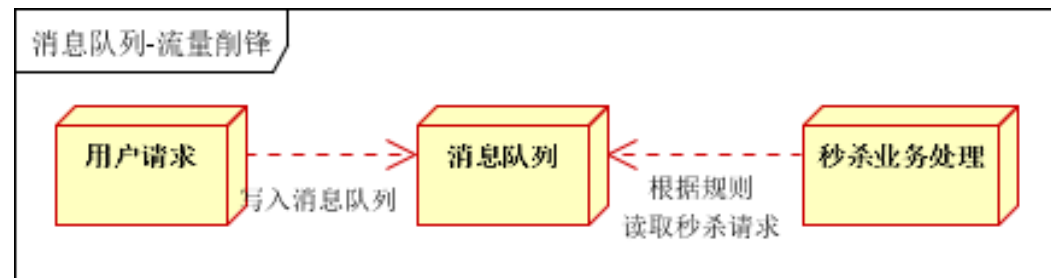 消息队列-流量削锋
用户请求
消息队列
秒杀业务处理
写入消息队列
根据规则
读取秒杀请求